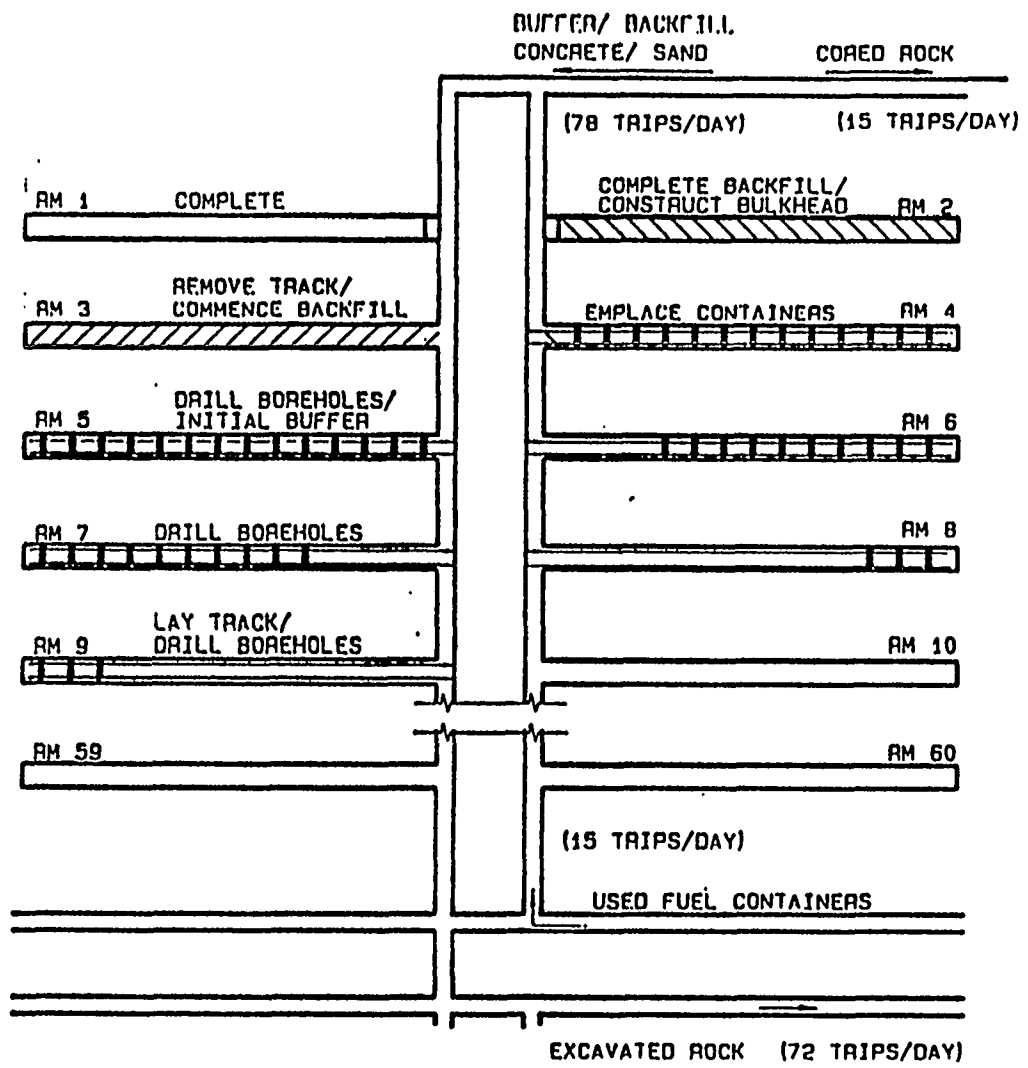 BUFFER/ BACKFILL
CONCRETE/ SAND
CORED ROCK
(78 TRIPS/DAY)
(15 TRIPS/DAY)
RM 1
COMPLETE
COMPLETE BACKFILL/
CONSTRUCT BULKHEAD
RM 2
REMOVE TRACK/
RM 3
COMMENCE BACKFILL
EMPLACE CONTAINERS
RM 4
DRILL BOREHOLES/
RM 5
INITIAL BUFFER
RM 6
RM 7
DRILL BOREHOLES
RM 8
LAY TRACK/
RM 9
DRILL BOREHOLES
RM 10
RM 59
RM 60
(15 TRIPS/DAY)
USED FUEL CONTAINERS
EXCAVATED ROCK (72 TRIPS/DAY)